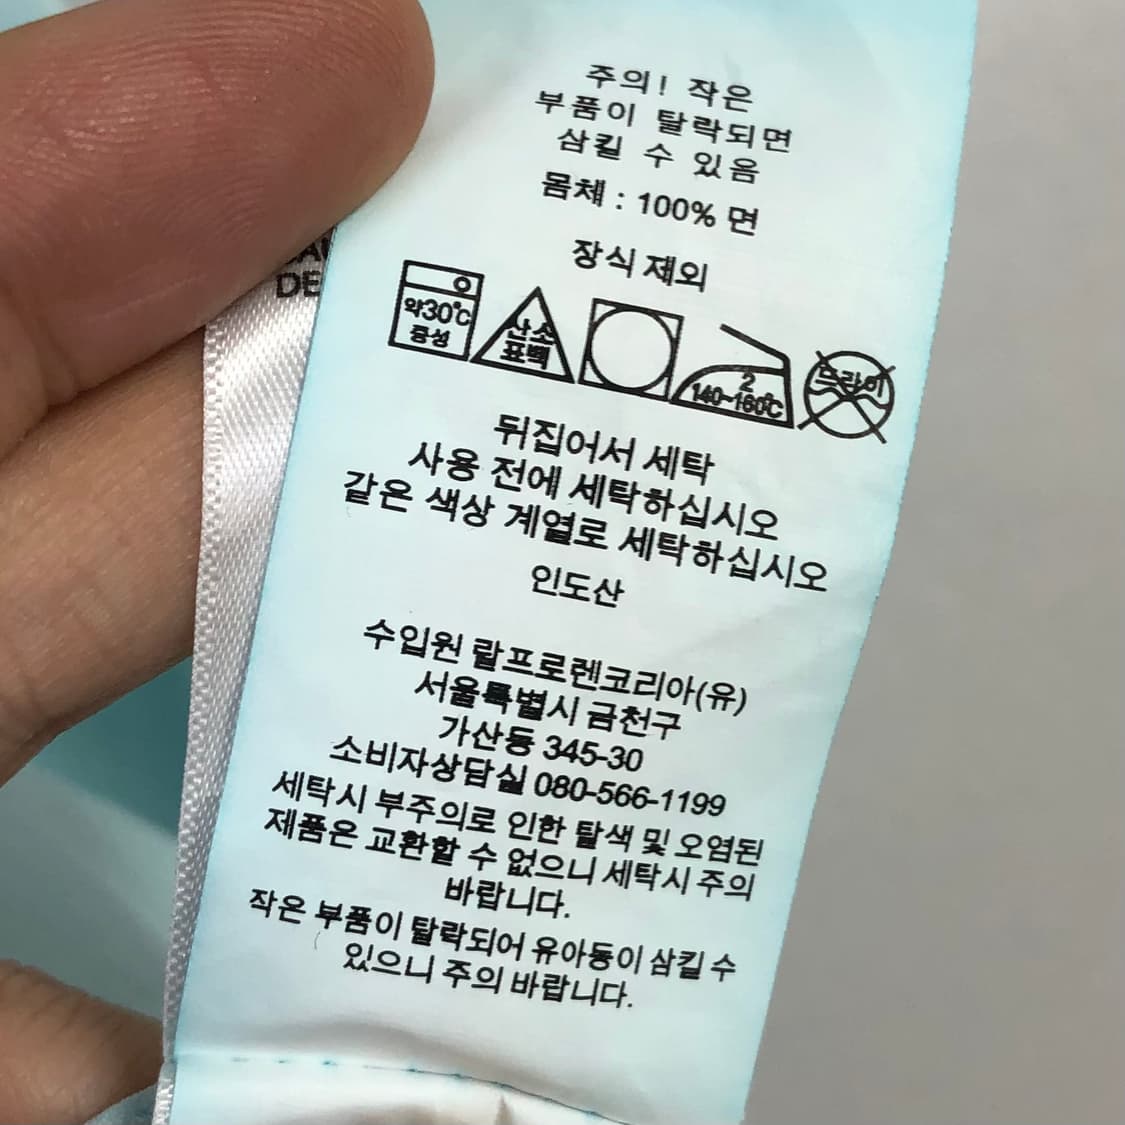 주의! 작은
부품이 탈락되면
삼킬 수 있음
몸체 : 100% 면
장식 제외
약30℃
중성
산소
표백
2
140~160℃
드라이
뒤집어서 세탁
사용 전에 세탁하십시오
같은 색상 계열로 세탁하십시오
인도산
수입원 랄프로렌코리아(유)
서울특별시 금천구
가산동 345-30
소비자상담실 080-566-1199
세탁시 부주의로 인한 탈색 및 오염된
제품은 교환할 수 없으니 세탁시 주의
바랍니다.
작은 부품이 탈락되어 유아동이 삼킬 수
있으니 주의 바랍니다.
DE